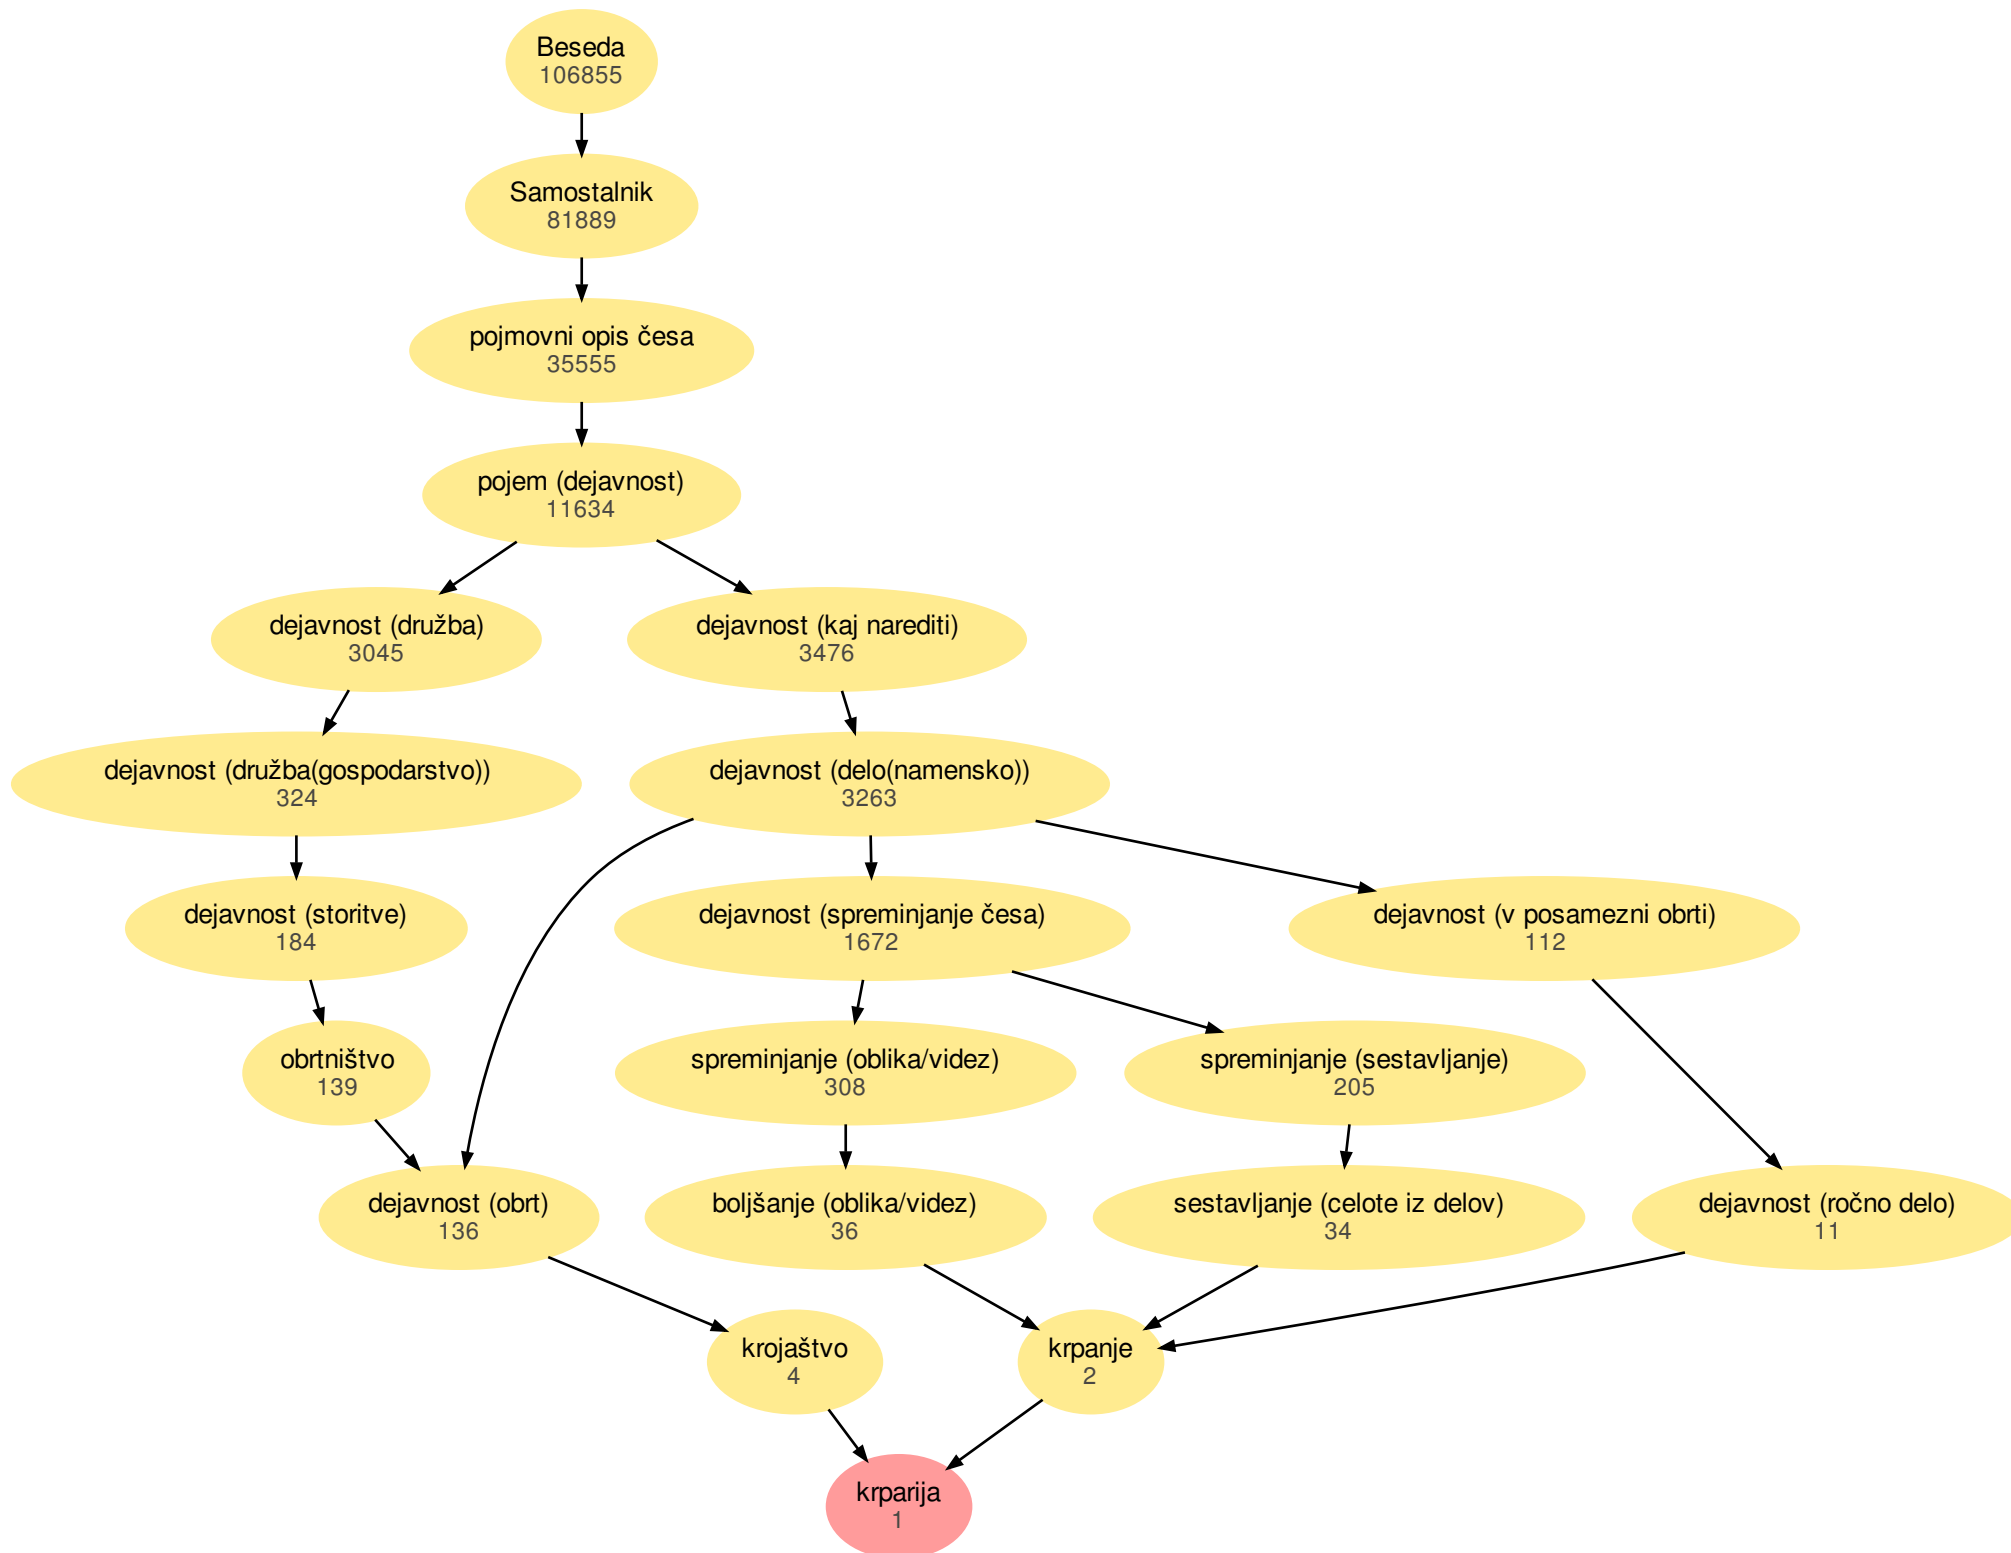 Beseda
106855
Samostalnik
81889
pojmovni opis česa
35555
pojem (dejavnost)
11634
dejavnost (družba)
3045
dejavnost (kaj narediti)
3476
dejavnost (družba(gospodarstvo))
324
dejavnost (delo(namensko))
3263
dejavnost (storitve)
184
dejavnost (spreminjanje česa)
1672
dejavnost (v posamezni obrti)
112
obrtništvo
139
spreminjanje (oblika/videz)
308
spreminjanje (sestavljanje)
205
dejavnost (obrt)
136
boljšanje (oblika/videz)
36
sestavljanje (celote iz delov)
34
dejavnost (ročno delo)
11
krojaštvo
4
krpanje
2
krparija
1